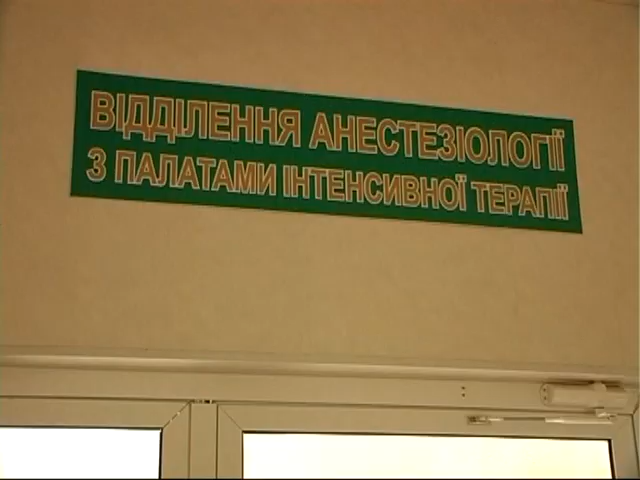 ВІДДІЛЕННЯ АНЕСТЕЗІОЛОГІЇ
З ПАЛАТАМИ ІНТЕНСИВНОЇ ТЕРАПІЇ